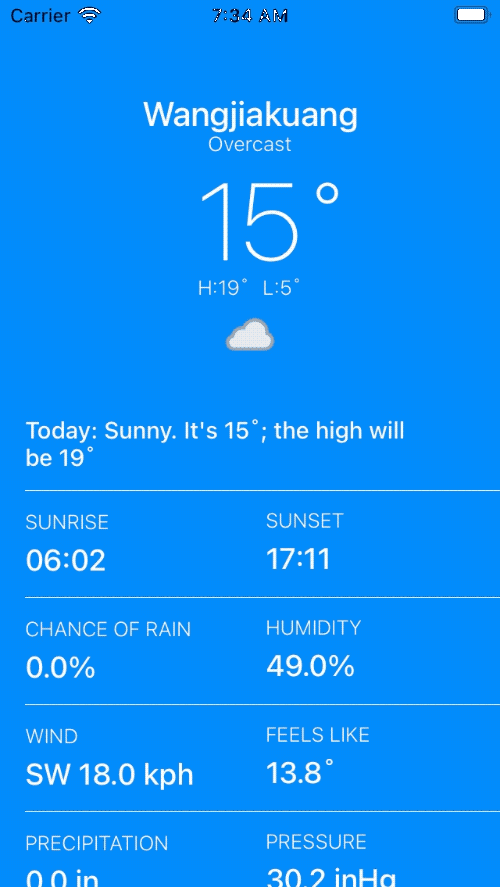 Carrier 7:34 AM
Wangjiakuang
Overcast
15°
H:19° L:5°
Today: Sunny. It's 15°; the high will
be 19°
SUNRISE SUNSET
06:02 17:11
CHANCE OF RAIN HUMIDITY
0.0% 49.0%
WIND FEELS LIKE
SW 18.0 kph 13.8°
PRECIPITATION PRESSURE
0.0 in 30.2 inHg